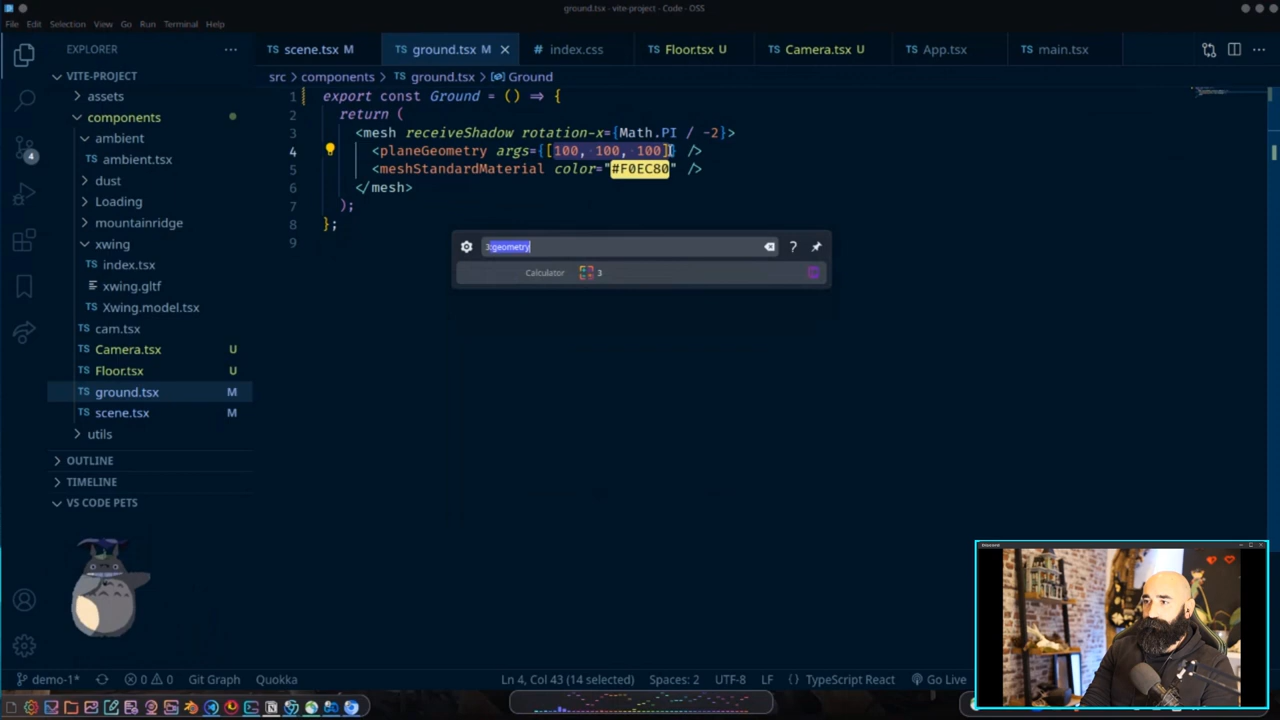 ground.tsx - vite-project - Code - OSS
File Edit Selection View Go Run Terminal Help
EXPLORER
TS scene.tsx M
TS ground.tsx M
index.css
TS Floor.tsx U
TS Camera.tsx U
TS App.tsx
TS main.tsx
VITE-PROJECT
assets
components
ambient
TS ambient.tsx
dust
Loading
mountainridge
xwing
TS index.tsx
xwing.gltf
TS Xwing.model.tsx
TS cam.tsx
TS Camera.tsx U
TS Floor.tsx U
TS ground.tsx M
TS scene.tsx M
utils
OUTLINE
TIMELINE
VS CODE PETS
4
src > components > TS ground.tsx > Ground
1 export const Ground = () => {
2 return (
3 <mesh receiveShadow rotation-x={Math.PI / -2}>
4 <planeGeometry args={[100, 100, 100]} />
5 <meshStandardMaterial color="#F0EC80" />
6 </mesh>
7 );
8 };
9
3:geometry
?
Calculator 3
Discord
demo-1* 0 0 Git Graph Quokka Ln 4, Col 43 (14 selected) Spaces: 2 UTF-8 LF {} TypeScript React Go Live